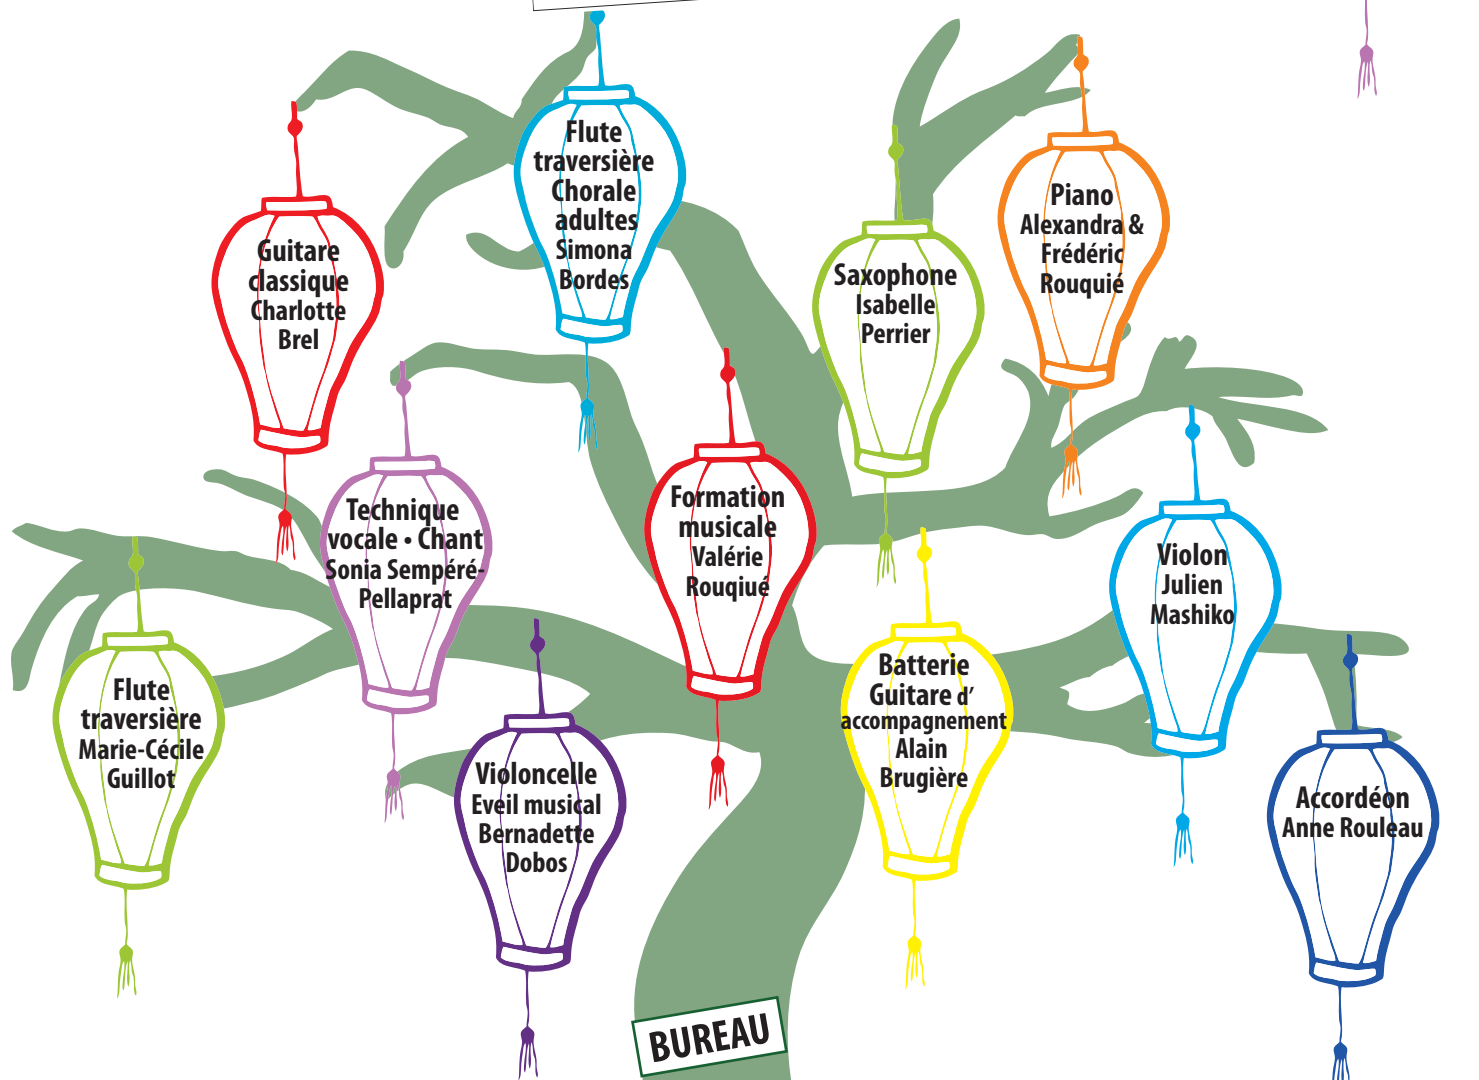 Flute
traversière
Chorale
adultes
Simona
Bordes
Piano
Alexandra &
Frédéric
Rouquié
Guitare
classique
Charlotte
Brel
Saxophone
Isabelle
Perrier
Technique
vocale • Chant
Sonia Sempéré-
Pellaprat
Formation
musicale
Valérie
Rouqiué
Violon
Julien
Mashiko
Flute
traversière
Marie-Cécile
Guillot
Batterie
Guitare d’
accompagnement
Alain
Brugière
Violoncelle
Eveil musical
Bernadette
Dobos
Accordéon
Anne Rouleau
BUREAU